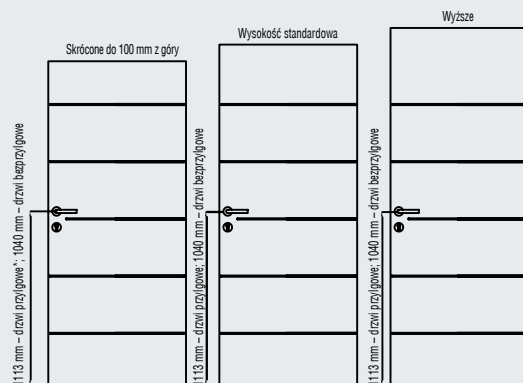 Skrócone do 100 mm z góry
Wysokość standardowa
Wyższe
1113 mm – drzwi przylgowe*; 1040 mm – drzwi bezprzylgowe
1113 mm – drzwi przylgowe; 1040 mm – drzwi bezprzylgowe
1113 mm – drzwi przylgowe; 1040 mm – drzwi bezprzylgowe